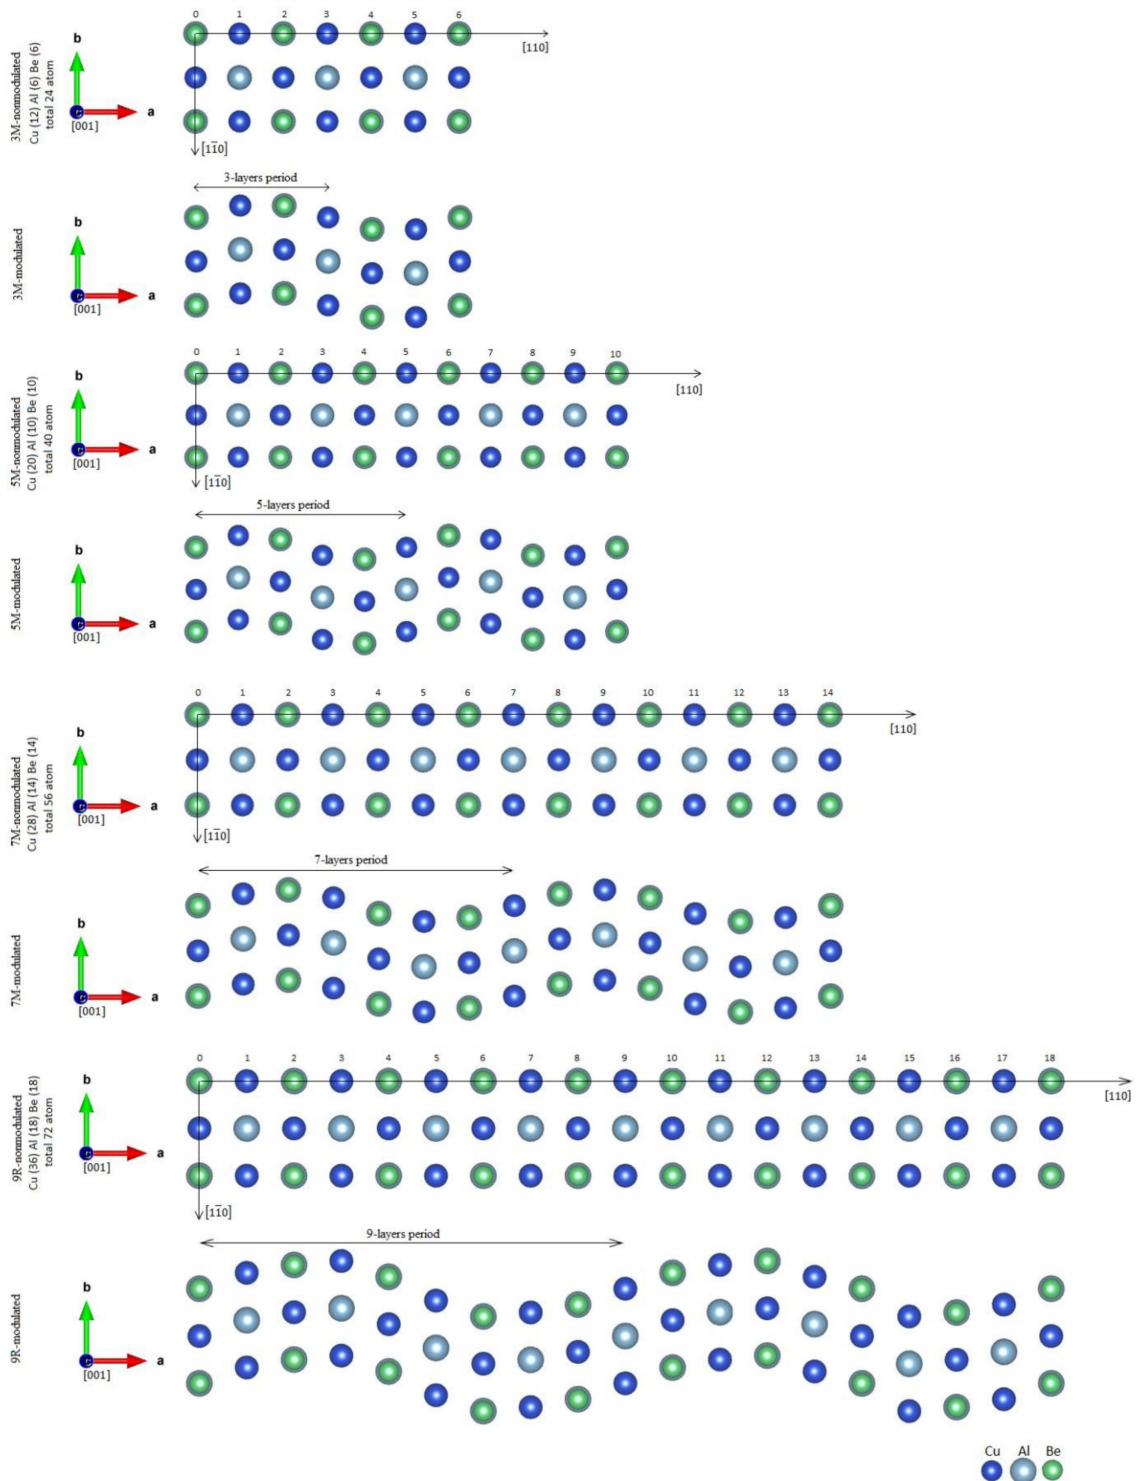 3M-nonmodulated
Cu (12) Al (6) Be (6)
total 24 atom
b
a
[001]
0 1 2 3 4 5 6
[110]
[11̅0]
3M-modulated
b
a
[001]
3-layers period
5M-nonmodulated
Cu (20) Al (10) Be (10)
total 40 atom
b
a
[001]
0 1 2 3 4 5 6 7 8 9 10
[110]
[11̅0]
5M-modulated
b
a
[001]
5-layers period
7M-nonmodulated
Cu (28) Al (14) Be (14)
total 56 atom
b
a
[001]
0 1 2 3 4 5 6 7 8 9 10 11 12 13 14
[110]
[11̅0]
7M-modulated
b
a
[001]
7-layers period
9R-nonmodulated
Cu (36) Al (18) Be (18)
total 72 atom
b
a
[001]
0 1 2 3 4 5 6 7 8 9 10 11 12 13 14 15 16 17 18
[110]
[11̅0]
9R-modulated
b
a
[001]
9-layers period
Cu Al Be